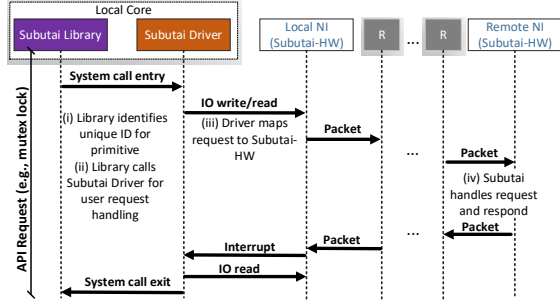 Local Core
Subutai Library
Subutai Driver
Local NI
(Subutai-HW)
R
...
R
Remote NI
(Subutai-HW)
API Request (e.g., mutex lock)
System call entry
(i) Library identifies
unique ID for
primitive
(ii) Library calls
Subutai Driver for
user request
handling
IO write/read
(iii) Driver maps
request to Subutai-
HW
Packet
...
Packet
(iv) Subutai
handles request
and respond
...
Packet
Packet
Interrupt
IO read
System call exit